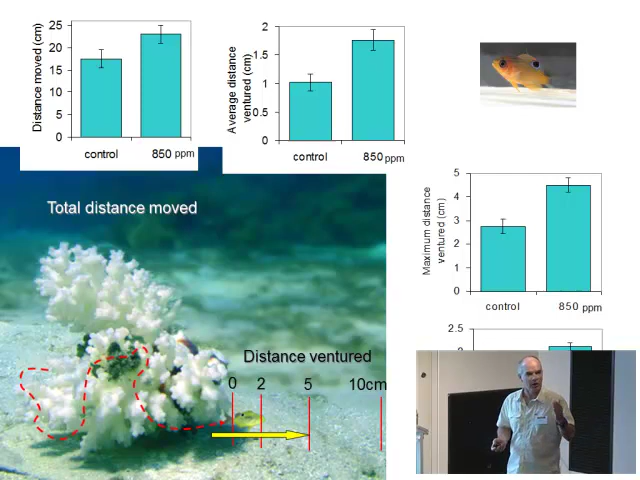 25
20
15
10
5
0
Distance moved (cm)
control
850 ppm
2
1.5
1
0.5
0
Average distance
ventured (cm)
control
850 ppm
5
4
3
2
1
0
Maximum distance
ventured (cm)
control
850 ppm
2.5
Total distance moved
Distance ventured
0 2 5 10cm